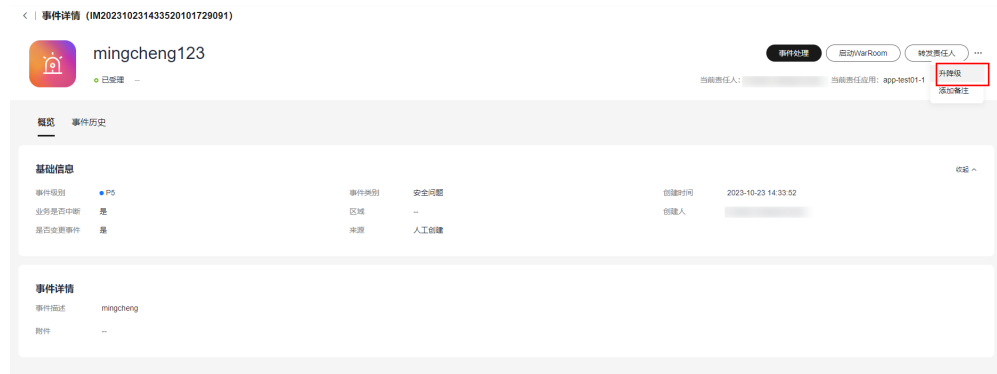 < | 事件详情（IM20231023143352010172909​1）
mingcheng123
事件处理 启动WarRoom 转发责任人 ...
已受理 --
当前责任人: 当前责任应用: app-test01-1
升降级
添加备注
概览 事件历史
基础信息 收起
事件级别 P5 事件类别 安全问题 创建时间 2023-10-23 14:33:52
业务是否中断 是 区域 -- 创建人
是否变更事件 是 来源 人工创建
事件详情
事件描述 mingcheng
附件 --